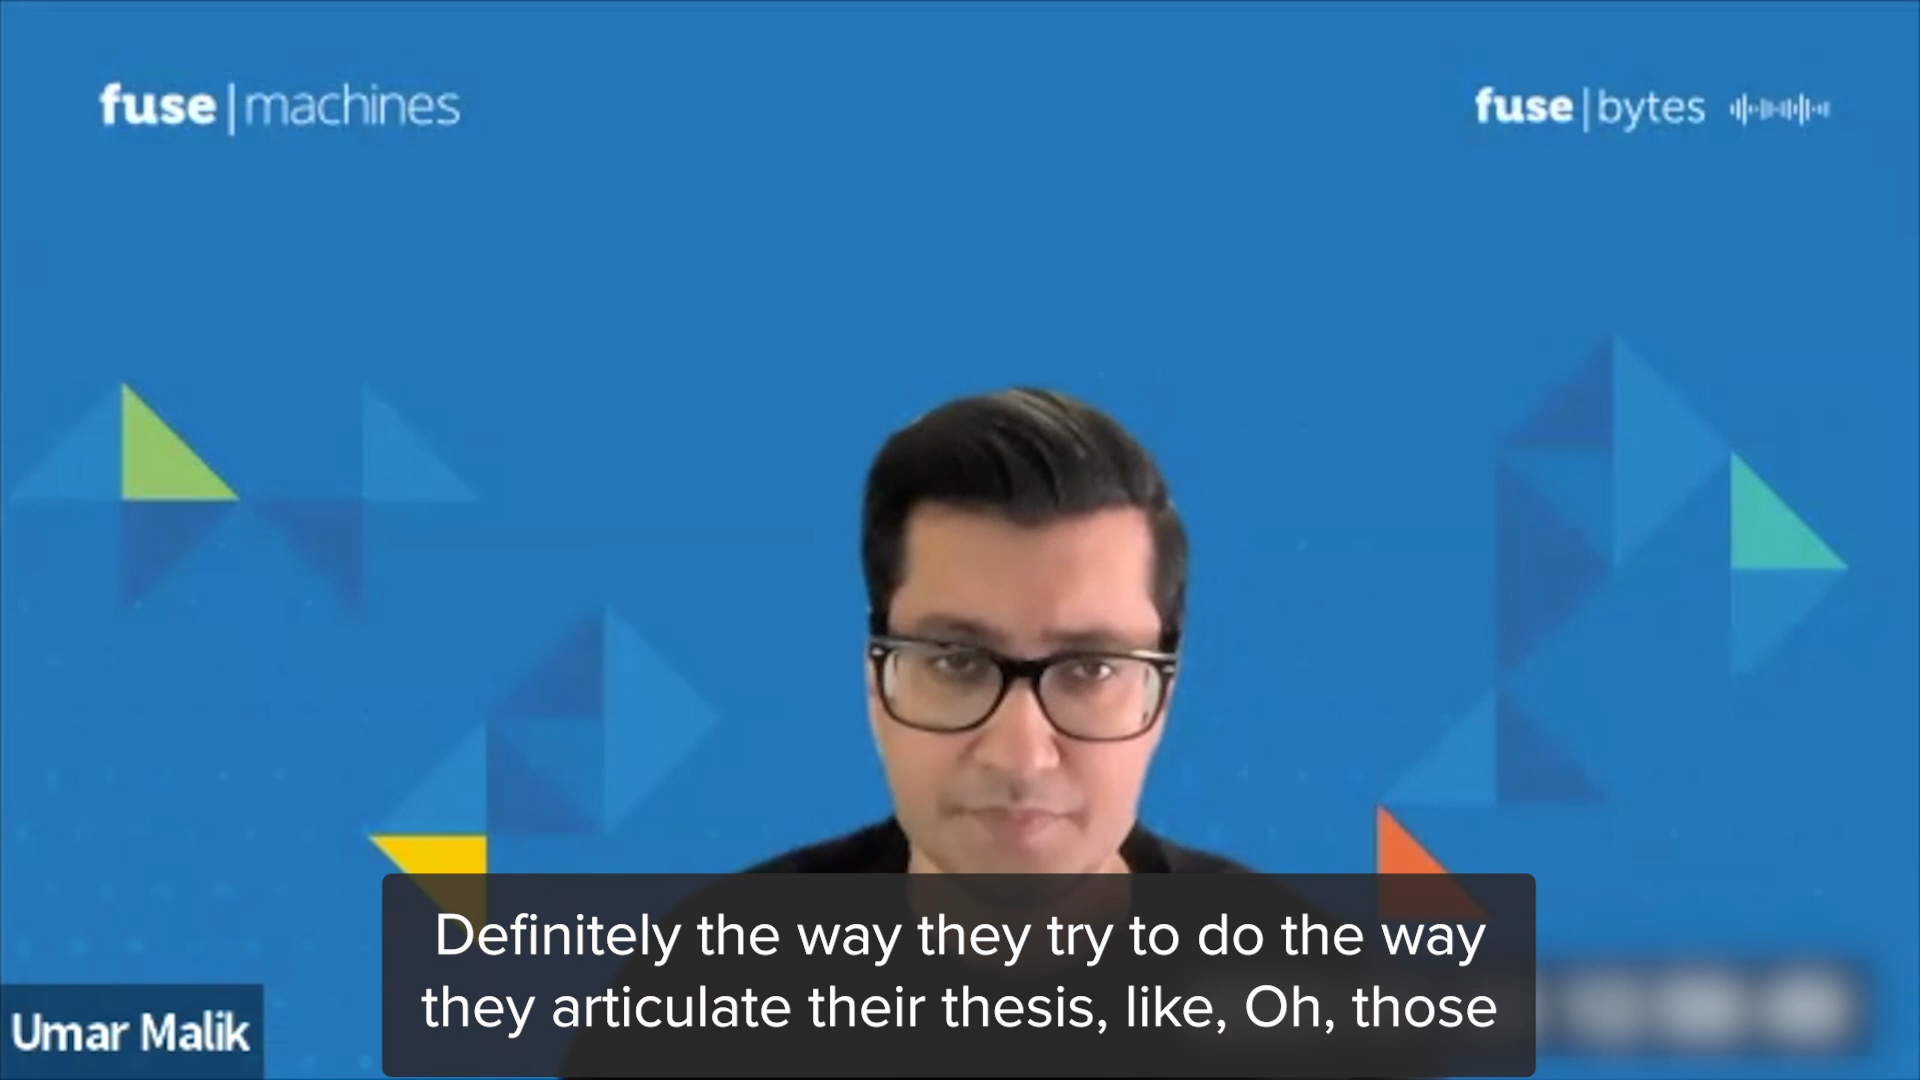 fuse|machines
fuse|bytes
Definitely the way they try to do the way
they articulate their thesis, like, Oh, those
Umar Malik